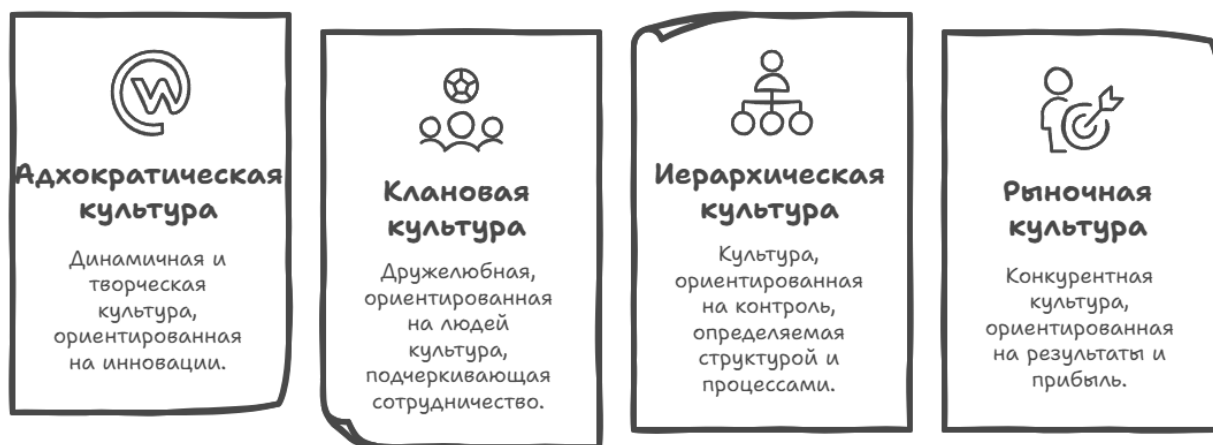 Адхократическая
культура
Динамичная и
творческая
культура,
ориентированная
на инновации.
Клановая
культура
Дружелюбная,
ориентированная
на людей
культура,
подчеркивающая
сотрудничество.
Иерархическая
культура
Культура,
ориентированная
на контроль,
определяемая
структурой и
процессами.
Рыночная
культура
Конкурентная
культура,
ориентированная
на результаты и
прибыль.